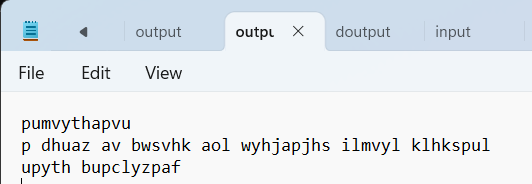 output outpu doutput input
File Edit View
pumvythapvu
p dhuaz av bwsvhk aol wyhjapjhs ilmvyl klhkspul
upyth bupclyzpaf